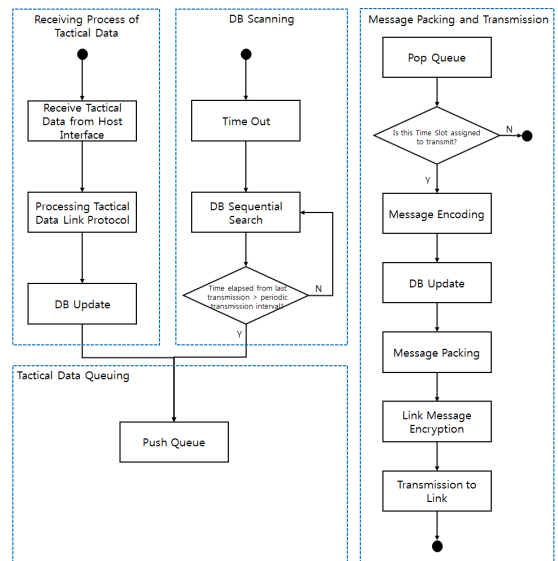 Receiving Process of
Tactical Data
Receive Tactical
Data from Host
Interface
Processing Tactical
Data Link Protocol
DB Update
DB Scanning
Time Out
DB Sequential
Search
Time elapsed from last
transmission > periodic
transmission interval?
N
Y
Tactical Data Queuing
Push Queue
Message Packing and Transmission
Pop Queue
Is this Time Slot assigned
to transmit?
N
Y
Message Encoding
DB Update
Message Packing
Link Message
Encryption
Transmission to
Link